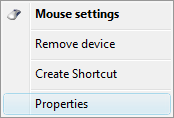 Mouse settings
Remove device
Create Shortcut
Properties